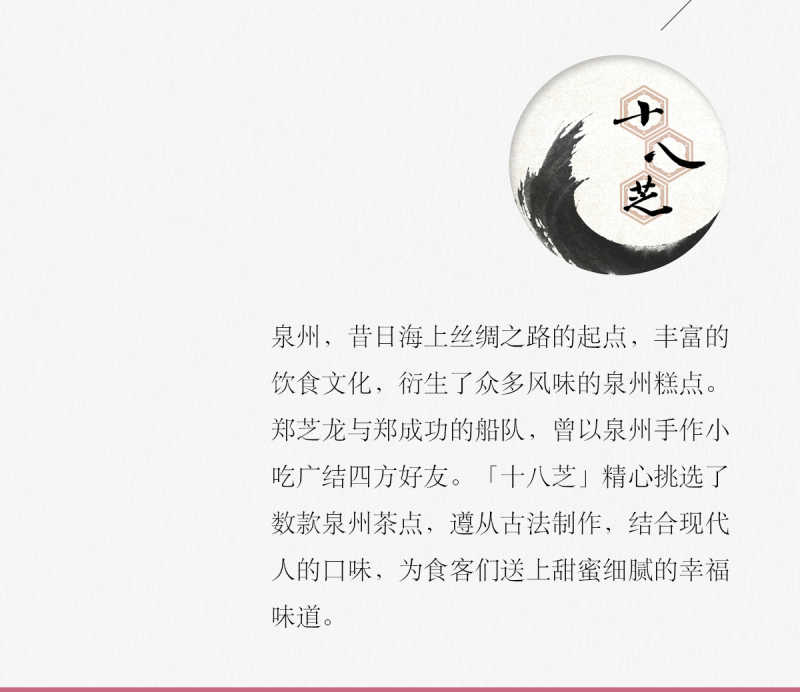 十
八
芝
泉州，昔日海上丝绸之路的起点，丰富的
饮食文化，衍生了众多风味的泉州糕点。
郑芝龙与郑成功的船队，曾以泉州手作小
吃广结四方好友。「十八芝」精心挑选了
数款泉州茶点，遵从古法制作，结合现代
人的口味，为食客们送上甜蜜细腻的幸福
味道。